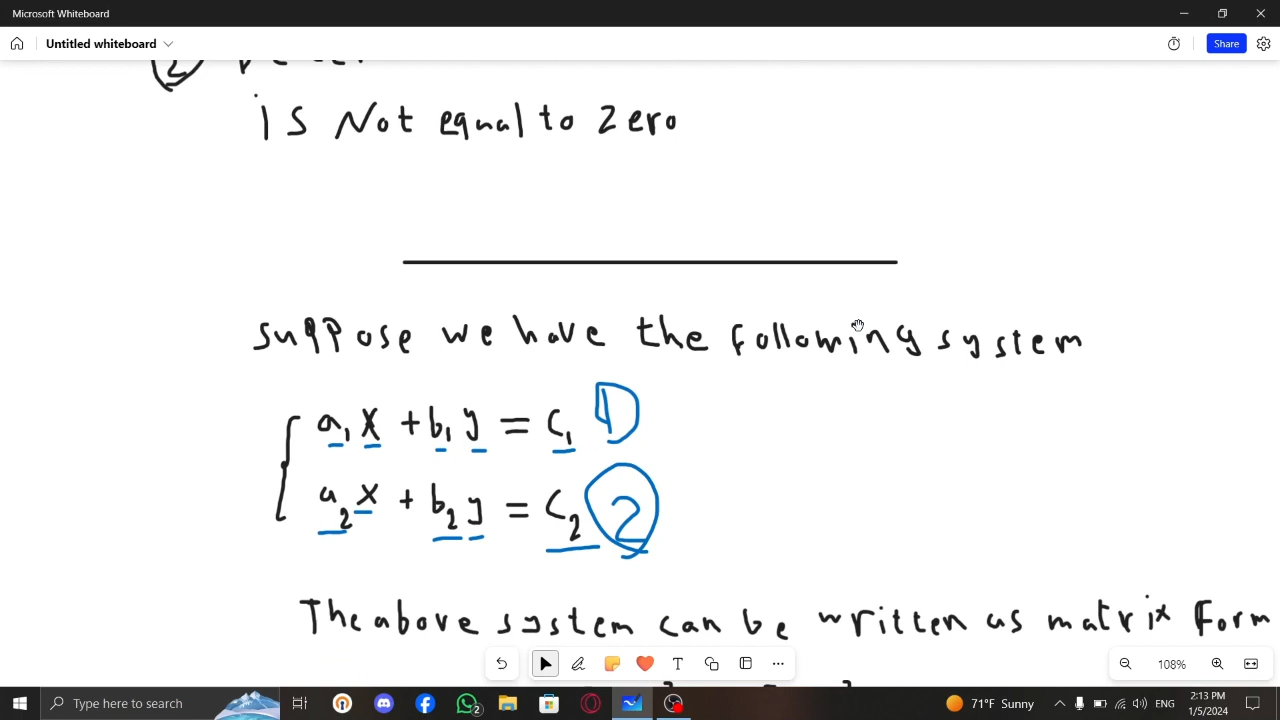 Microsoft Whiteboard
Untitled whiteboard
Share
2
is Not equal to Zero
suppose we have the following system
a₁x + b₁y = c₁ 1
a₂x + b₂y = c₂ 2
The above system can be written as matrix form
108%
Type here to search
2
71°F Sunny
ENG
2:13 PM
1/5/2024